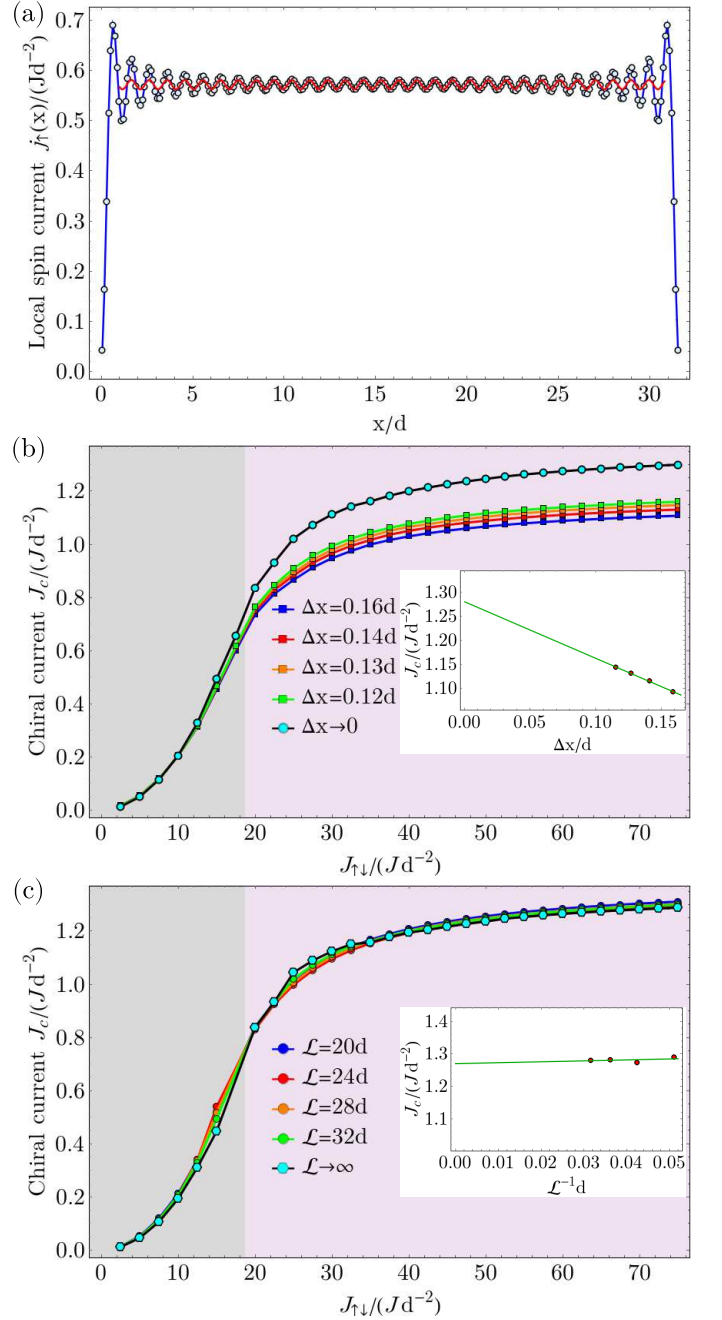 (a)
Local spin current j↑(x)/(Jd⁻²)
0.7
0.6
0.5
0.4
0.3
0.2
0.1
0.0
0 5 10 15 20 25 30
x/d
(b)
Chiral current J_c/(Jd⁻²)
1.2
1.0
0.8
0.6
0.4
0.2
0.0
Δx=0.16d
Δx=0.14d
Δx=0.13d
Δx=0.12d
Δx→0
J_c/(Jd⁻²)
1.30
1.25
1.20
1.15
1.10
0.00 0.05 0.10 0.15
Δx/d
0 10 20 30 40 50 60 70
J↑↓/(Jd⁻²)
(c)
Chiral current J_c/(Jd⁻²)
1.2
1.0
0.8
0.6
0.4
0.2
0.0
ℒ=20d
ℒ=24d
ℒ=28d
ℒ=32d
ℒ→∞
J_c/(Jd⁻²)
1.4
1.3
1.2
1.1
0.00 0.01 0.02 0.03 0.04 0.05
ℒ⁻¹d
0 10 20 30 40 50 60 70
J↑↓/(Jd⁻²)